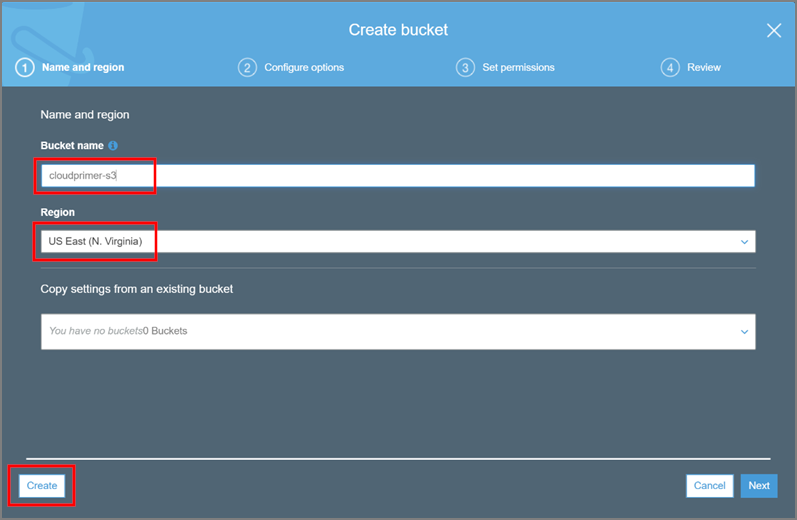 Create bucket
1 Name and region 2 Configure options 3 Set permissions 4 Review
Name and region
Bucket name
cloudprimer-s3
Region
US East (N. Virginia)
Copy settings from an existing bucket
You have no buckets0 Buckets
Create Cancel Next